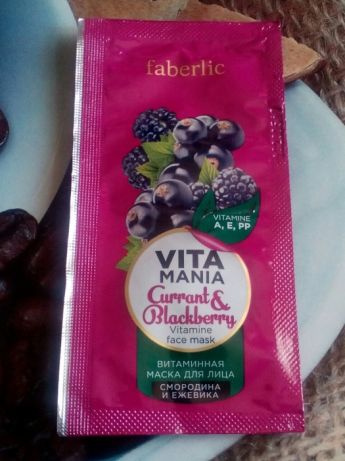 faberlic
VITAMINE
A, E, PP
VITA
MANIA
Currant &
Blackberry
Vitamine
face mask
ВИТАМИННАЯ
МАСКА ДЛЯ ЛИЦА
СМОРОДИНА
И ЕЖЕВИКА